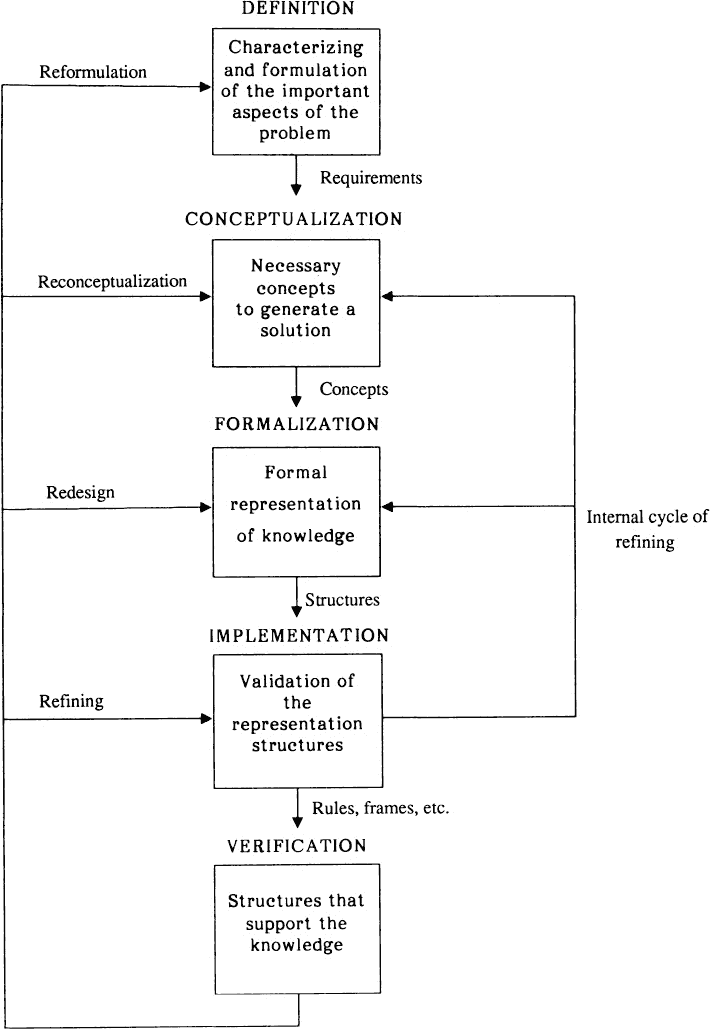 DEFINITION
Characterizing
and formulation
of the important
aspects of the
problem
Reformulation
Requirements
CONCEPTUALIZATION
Necessary
concepts
to generate a
solution
Reconceptualization
Concepts
FORMALIZATION
Formal
representation
of knowledge
Redesign
Internal cycle of
refining
Structures
IMPLEMENTATION
Validation of
the
representation
structures
Refining
Rules, frames, etc.
VERIFICATION
Structures that
support the
knowledge